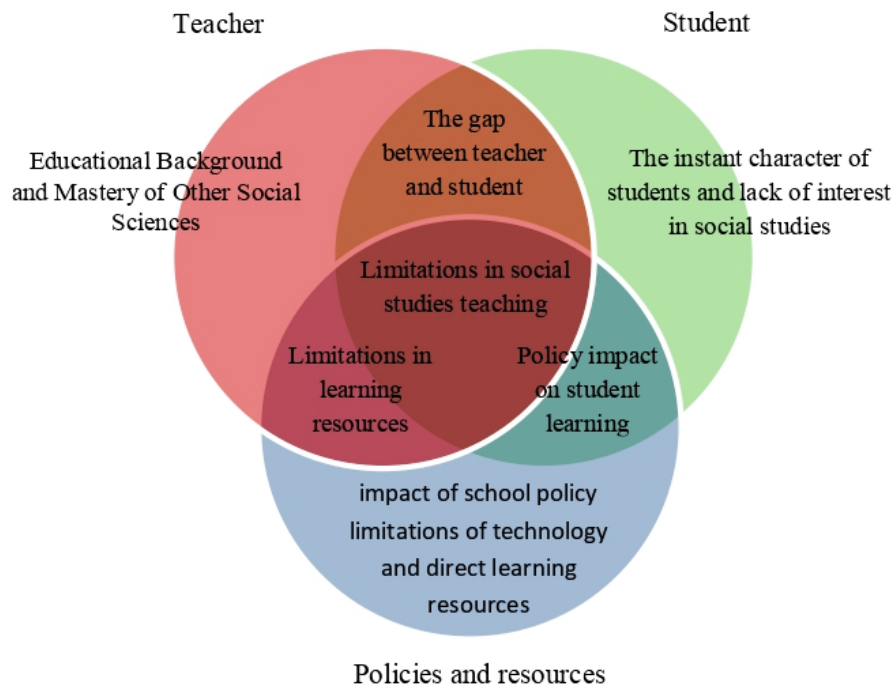 Teacher
Student
The gap
between teacher
and student
Educational Background
and Mastery of Other Social
Sciences
The instant character of
students and lack of interest
in social studies
Limitations in social
studies teaching
Limitations in
learning
resources
Policy impact
on student
learning
impact of school policy
limitations of technology
and direct learning
resources
Policies and resources